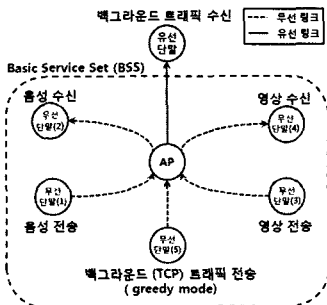 백그라운드 트래픽 수신
무선 링크
유선 링크
유선
단말
Basic Service Set (BSS)
음성 수신
영상 수신
무선
단말(2)
무선
단말(4)
AP
무선
단말(1)
무선
단말(3)
음성 전송
영상 전송
무선
단말(5)
백그라운드 (TCP) 트래픽 전송
( greedy mode)